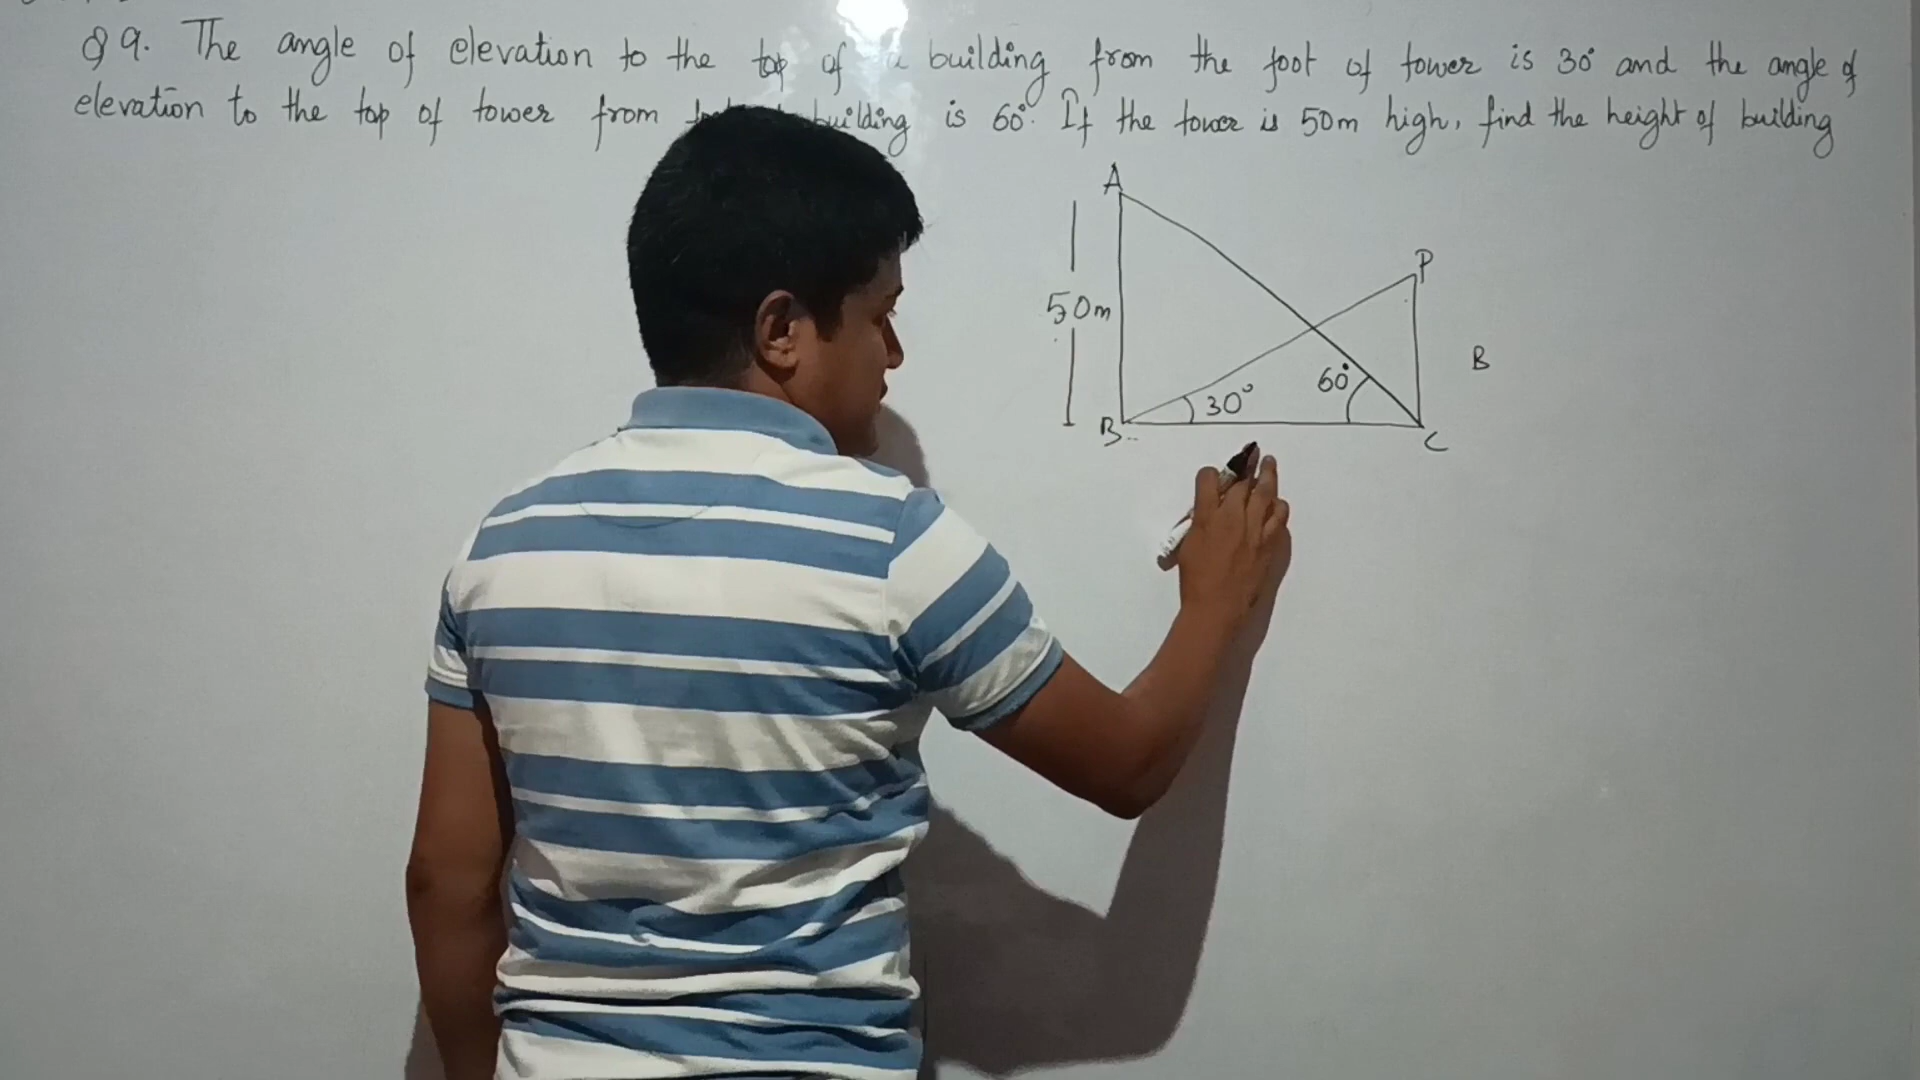 Q 9. The angle of elevation to the top of a building from the foot of tower is 30° and the angle of
elevation to the top of tower from building is 60°. If the tower is 50m high, find the height of building
A
P
50m
B
60°
30°
B
C